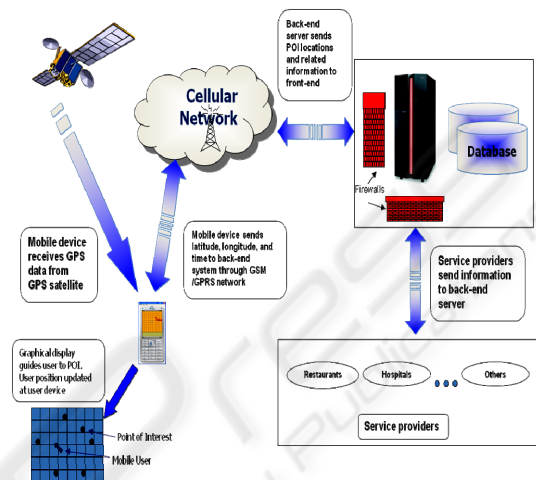 Back-end
server sends
POI locations
and related
information to
front-end
Cellular
Network
Database
Firewalls
Mobile device
receives GPS
data from
GPS satellite
Mobile device sends
latitude, longitude, and
time to back-end
system through GSM
/GPRS network
Service providers
send information
to back-end
server
Graphical display
guides user to POI.
User position updated
at user device
Point of Interest
Mobile User
Restaurants
Hospitals
Others
Service providers